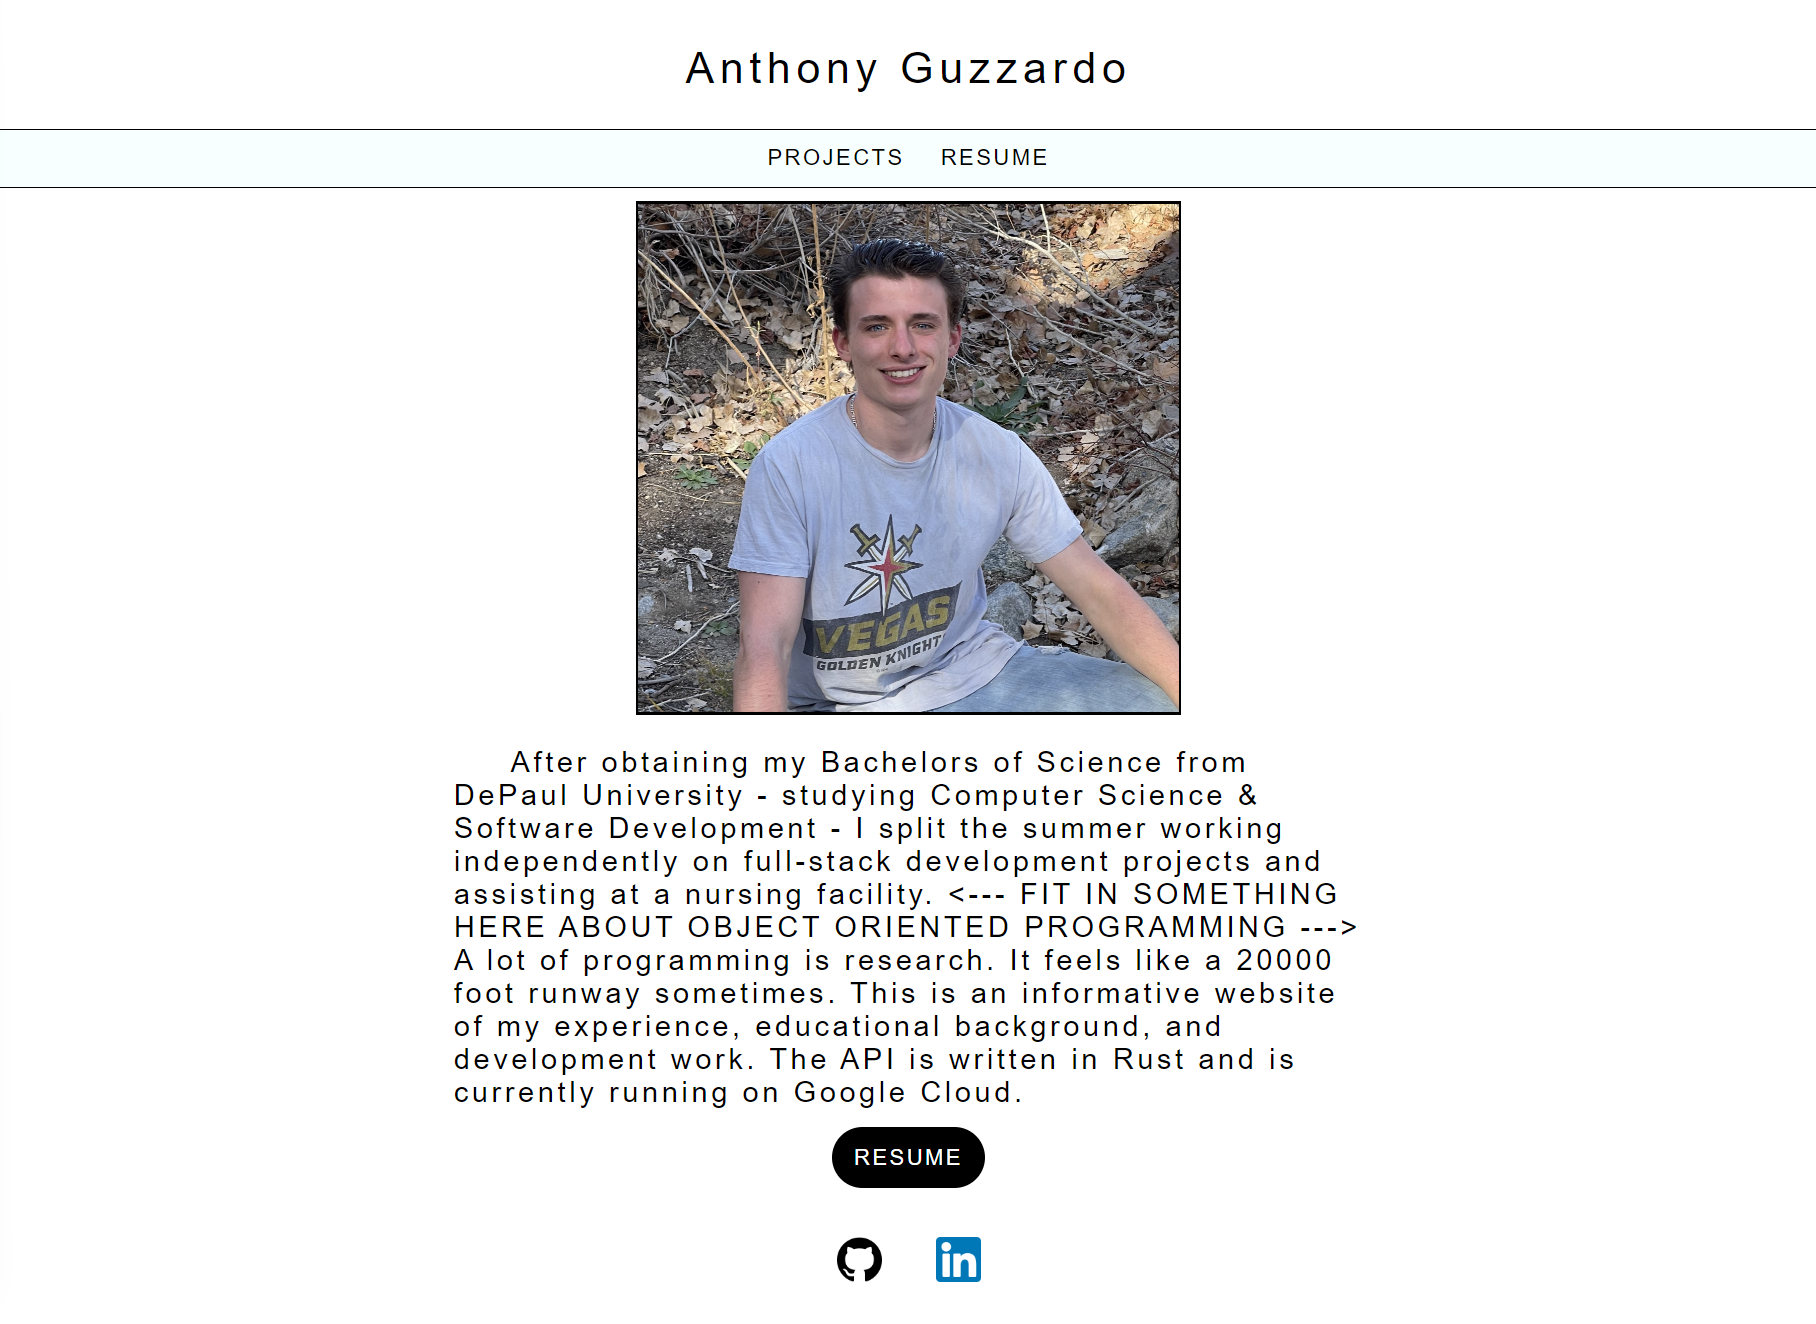 Anthony Guzzardo
PROJECTS RESUME
VEGAS
GOLDEN KNIGHTS
After obtaining my Bachelors of Science from
DePaul University - studying Computer Science &
Software Development - I split the summer working
independently on full-stack development projects and
assisting at a nursing facility. <--- FIT IN SOMETHING
HERE ABOUT OBJECT ORIENTED PROGRAMMING --->
A lot of programming is research. It feels like a 20000
foot runway sometimes. This is an informative website
of my experience, educational background, and
development work. The API is written in Rust and is
currently running on Google Cloud.
RESUME
in